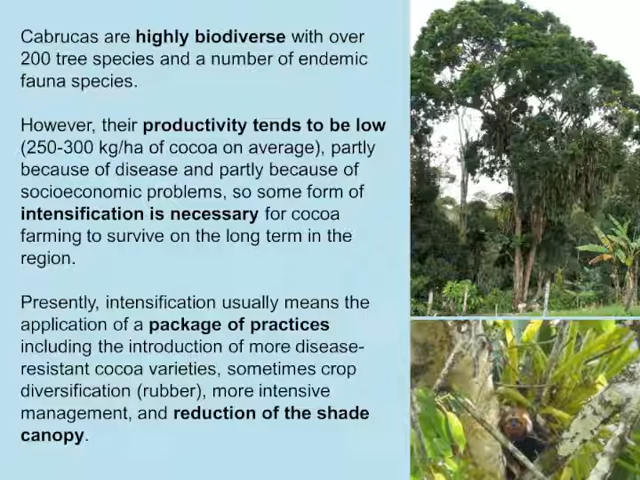 Cabrucas are highly biodiverse with over
200 tree species and a number of endemic
fauna species.
However, their productivity tends to be low
(250-300 kg/ha of cocoa on average), partly
because of disease and partly because of
socioeconomic problems, so some form of
intensification is necessary for cocoa
farming to survive on the long term in the
region.
Presently, intensification usually means the
application of a package of practices
including the introduction of more disease-
resistant cocoa varieties, sometimes crop
diversification (rubber), more intensive
management, and reduction of the shade
canopy.